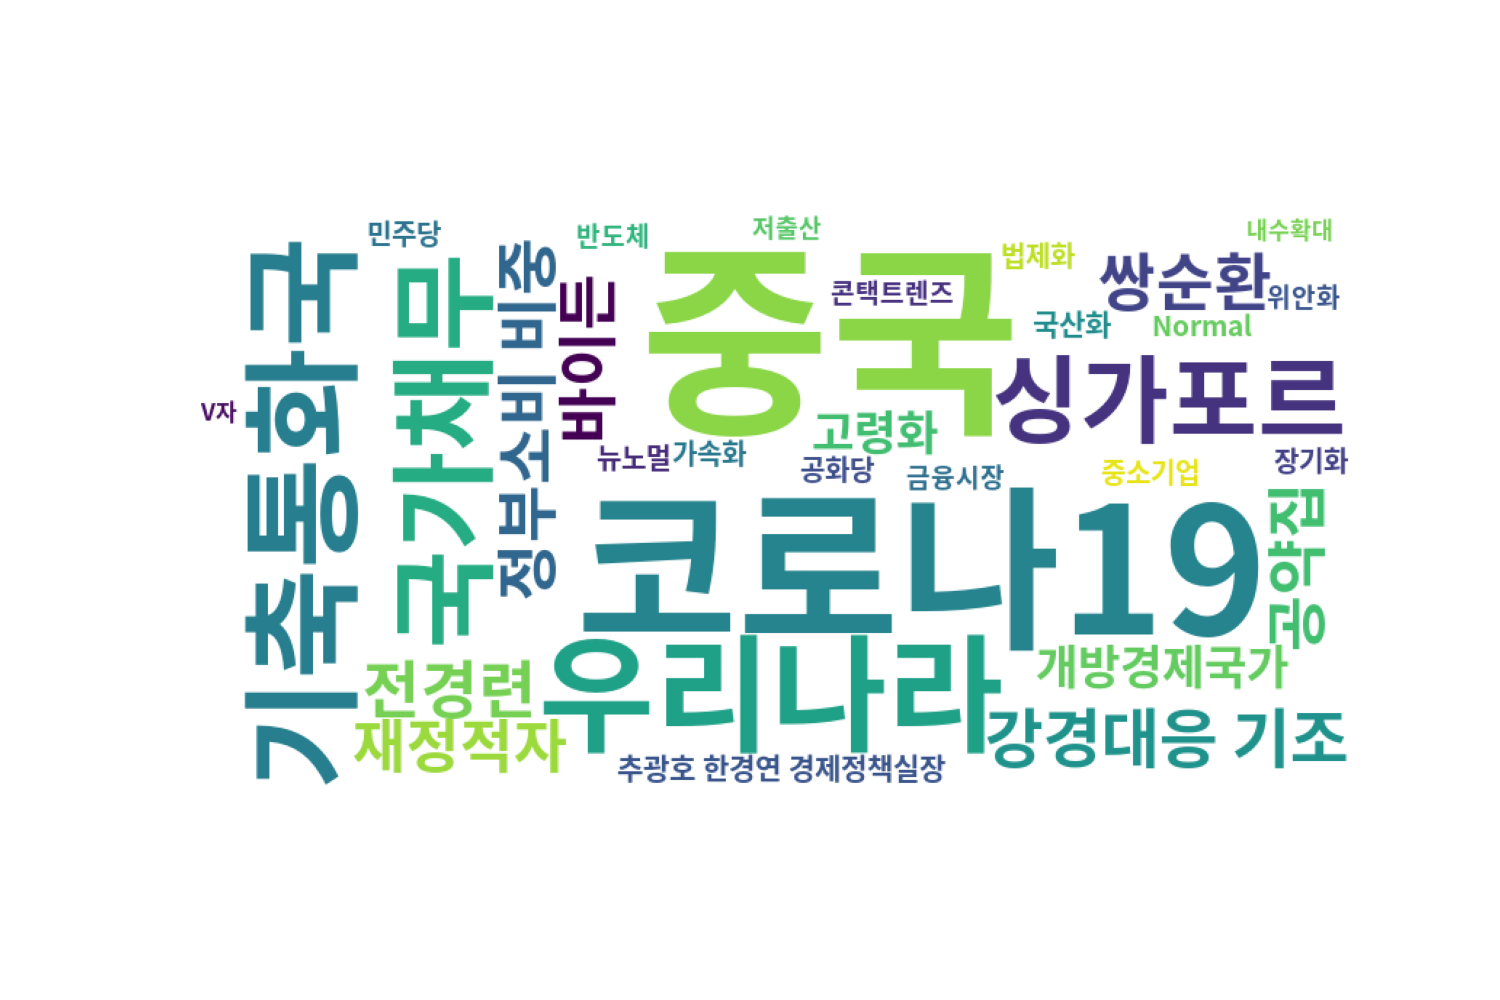 민주당
반도체
저출산
내수확대
법제화
중국
콘택트렌즈
쌍순환
위안화
국산화
Normal
기축통화국
국가채무
정부소비 비중
바이든
싱가포르
V자
고령화
뉴노멀
가속화
공화당
금융시장
중소기업
장기화
코로나19
공약집
우리나라
개방경제국가
전경련
재정적자
강경대응 기조
추광호 한경연 경제정책실장